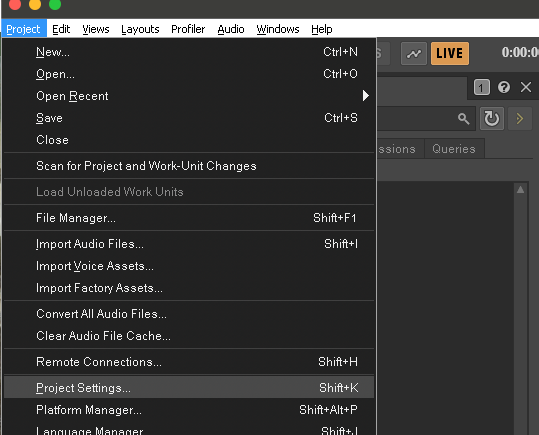 Project Edit Views Layouts Profiler Audio Windows Help
New... Ctrl+N
LIVE 0:00:0
Open... Ctrl+O
Open Recent
1
Save Ctrl+S
Close
ssions Queries
Scan for Project and Work-Unit Changes
Load Unloaded Work Units
File Manager... Shift+F1
Import Audio Files... Shift+I
Import Voice Assets...
Import Factory Assets...
Convert All Audio Files...
Clear Audio File Cache...
Remote Connections... Shift+H
Project Settings... Shift+K
Platform Manager... Shift+Alt+P
Language Manager Shift+J